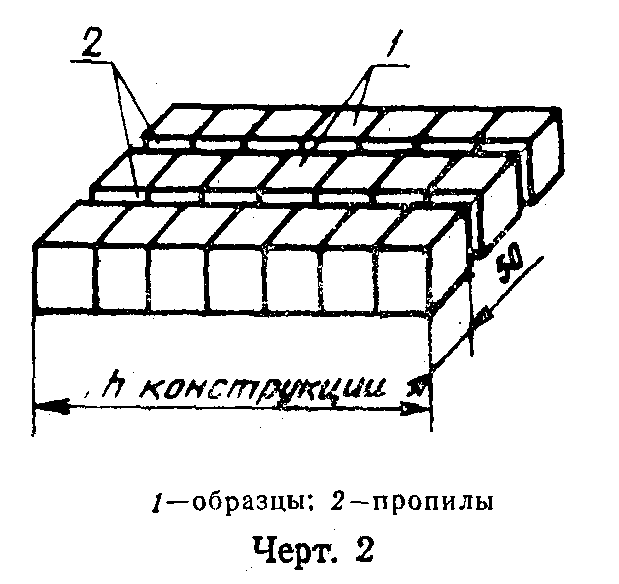 2 1
50
h конструкции
1—образцы; 2—пропилы
Черт. 2